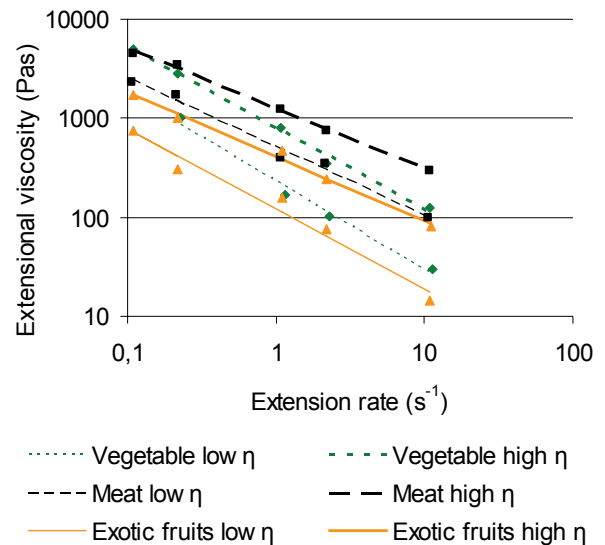 Extensional viscosity (Pas)
10000
1000
100
10
0,1 1 10 100
Extension rate (s⁻¹)
Vegetable low η Vegetable high η
Meat low η Meat high η
Exotic fruits low η Exotic fruits high η